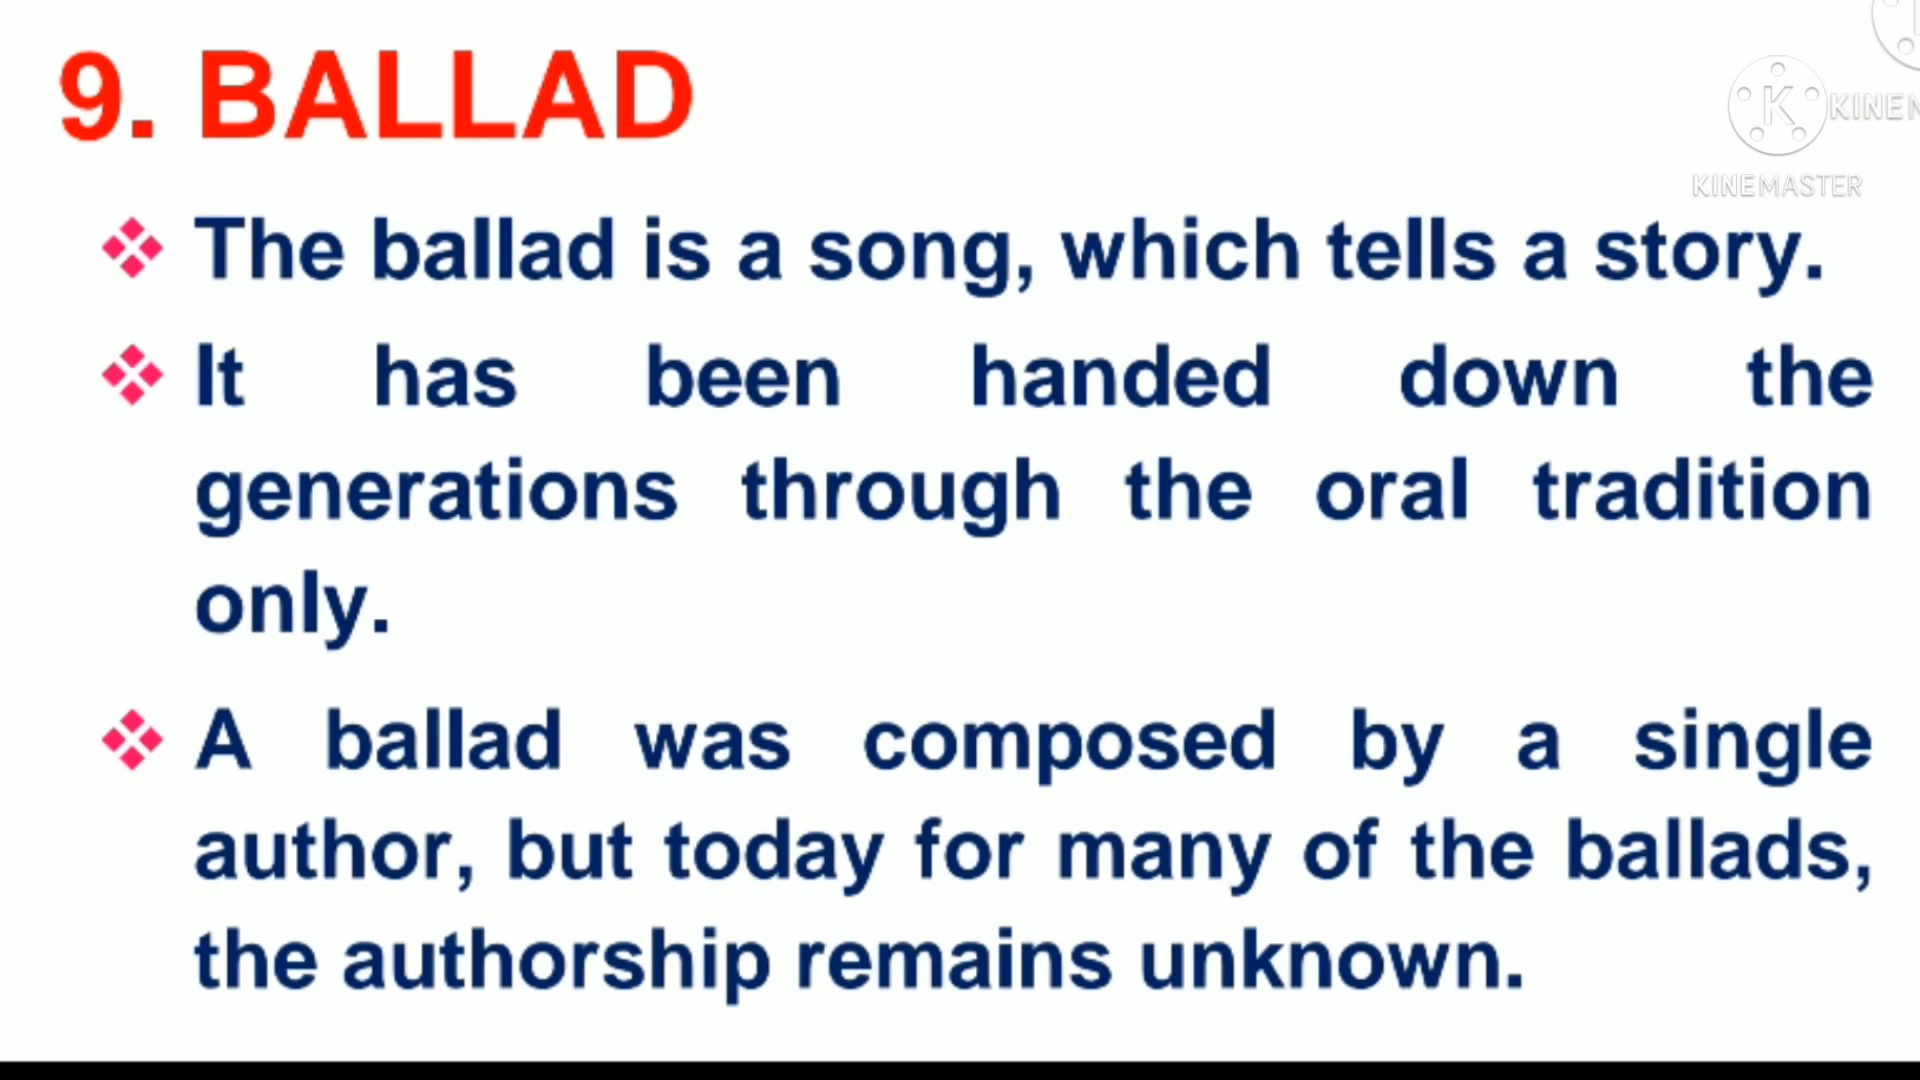 9. BALLAD
KINEM
KINEMASTER
The ballad is a song, which tells a story.
It has been handed down the
generations through the oral tradition
only.
A ballad was composed by a single
author, but today for many of the ballads,
the authorship remains unknown.